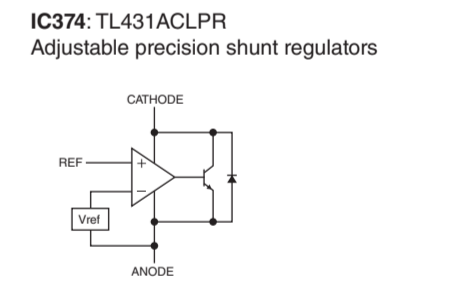 IC374: TL431ACLPR
Adjustable precision shunt regulators
CATHODE
REF
+
−
Vref
ANODE